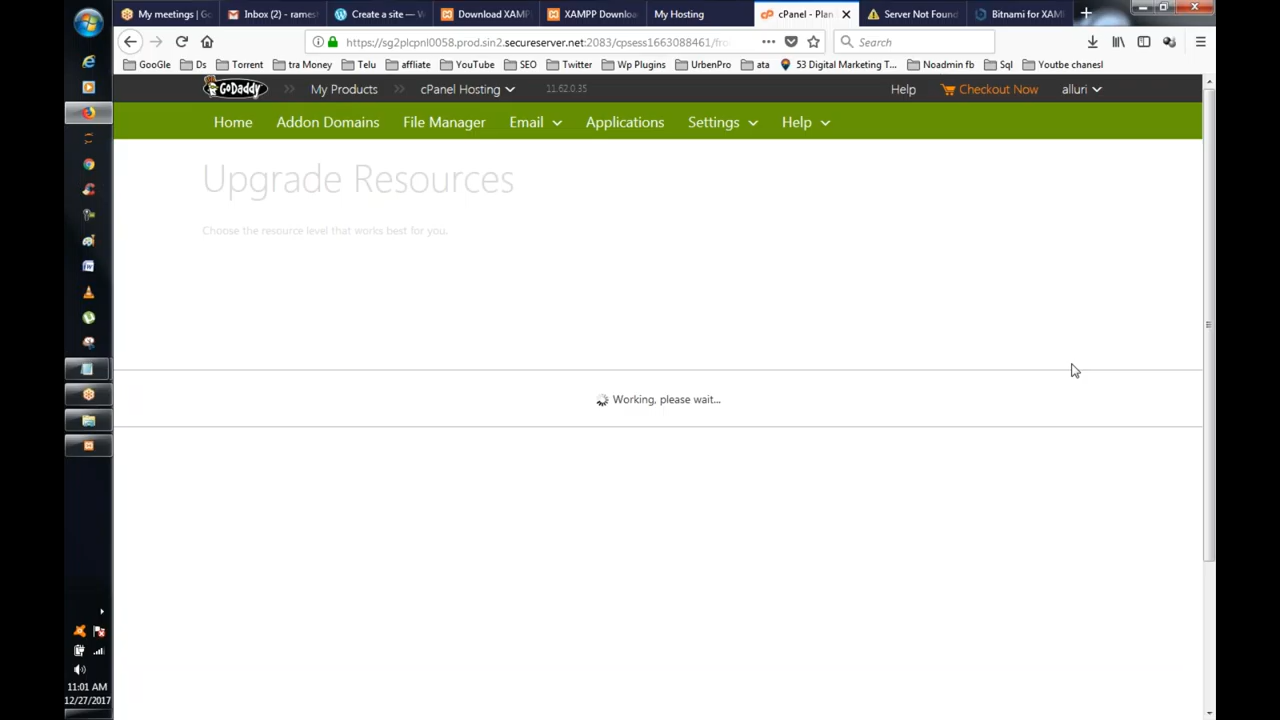 My meetings | Go
Inbox (2) - rames
Create a site — W
Download XAMP
XAMPP Downlo
My Hosting
cPanel - Plan
Server Not Found
Bitnami for XAM
https://sg2plcpnl0058.prod.sin2.secureserver.net:2083/cpsess1663088461/fro
Search
GooGle
Ds
Torrent
tra Money
Telu
affliate
YouTube
SEO
Twitter
Wp Plugins
UrbenPro
ata
53 Digital Marketing T...
Noadmin fb
Sql
Youtbe chanesl
GoDaddy
My Products
cPanel Hosting
11.62.0.35
Help
Checkout Now
alluri
Home
Addon Domains
File Manager
Email
Applications
Settings
Help
Upgrade Resources
Choose the resource level that works best for you.
Working, please wait...
11:01 AM
12/27/2017